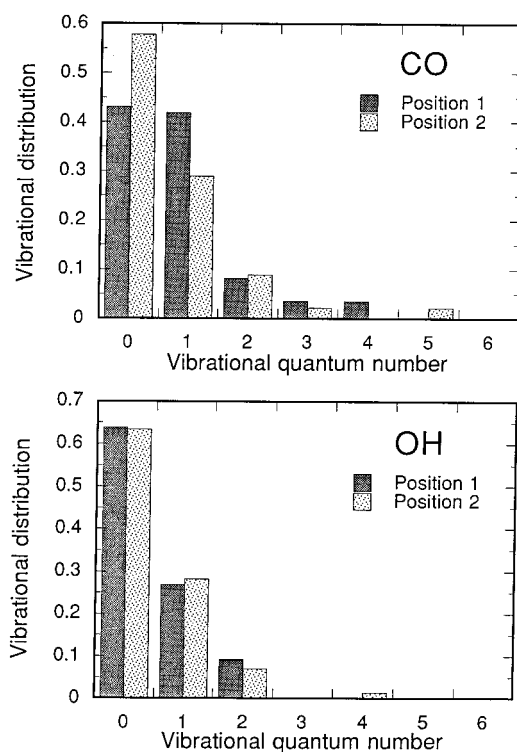 0.6
CO
0.5
Position 1
Position 2
0.4
Vibrational distribution
0.3
0.2
0.1
0
0 1 2 3 4 5 6
Vibrational quantum number
0.7
OH
0.6
Position 1
Position 2
0.5
0.4
Vibrational distribution
0.3
0.2
0.1
0
0 1 2 3 4 5 6
Vibrational quantum number